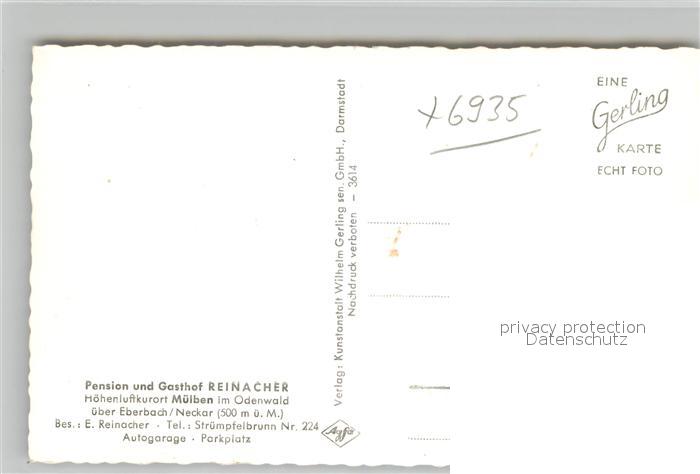 Pension und Gasthof REINACHER
Höhenluftkurort Mülben im Odenwald
über Eberbach/Neckar (500 m ü. M.)
Bes.: E. Reinacher · Tel.: Strümpfelbrunn Nr. 224
Autogarage · Parkplatz
Verlag: Kunstanstalt Wilhelm Gerling sen. GmbH., Darmstadt
Nachdruck verboten — 3614
Agfa
x6935
EINE
Gerling
KARTE
ECHT FOTO
privacy protection
Datenschutz